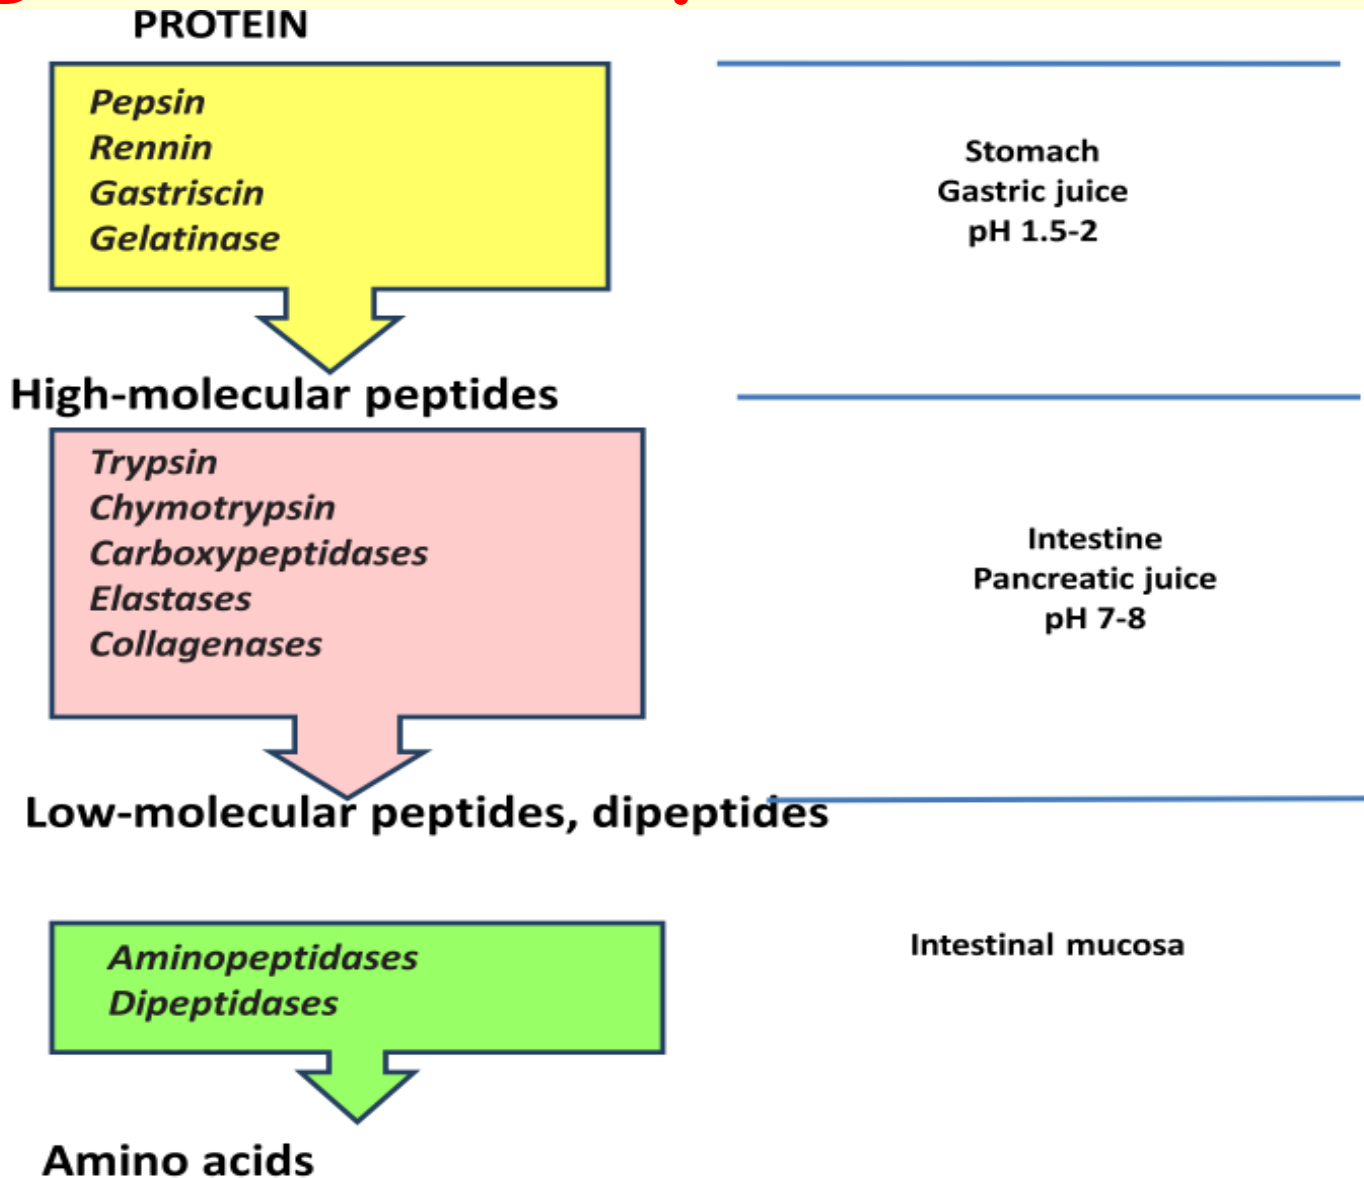 PROTEIN
Pepsin
Rennin
Gastriscin
Gelatinase
Stomach
Gastric juice
pH 1.5-2
High-molecular peptides
Trypsin
Chymotrypsin
Carboxypeptidases
Elastases
Collagenases
Intestine
Pancreatic juice
pH 7-8
Low-molecular peptides, dipeptides
Aminopeptidases
Dipeptidases
Intestinal mucosa
Amino acids